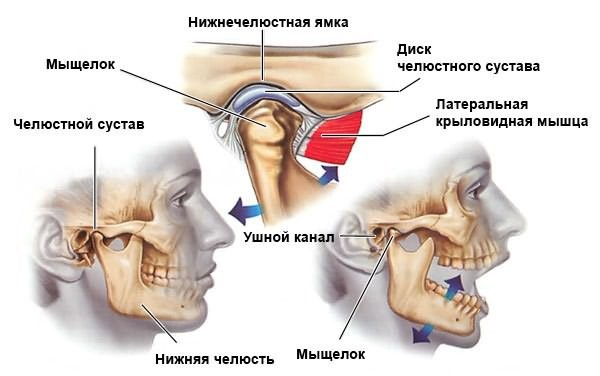 Нижнечелюстная ямка
Мыщелок
Диск
челюстного сустава
Латеральная
крыловидная мышца
Челюстной сустав
Ушной канал
Нижняя челюсть
Мыщелок